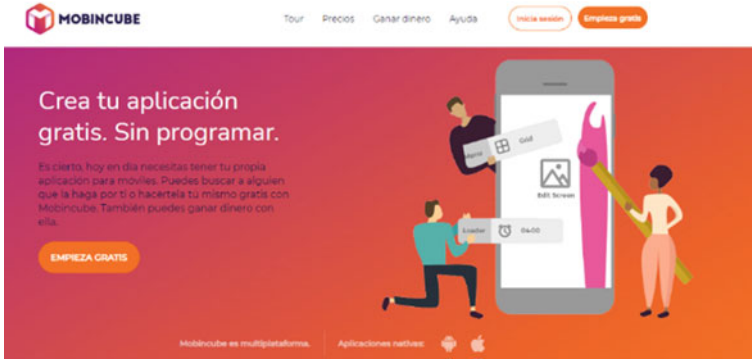 MOBINCUBE
Tour Precios Ganar dinero Ayuda Inicia sesión Empieza gratis
Crea tu aplicación
gratis. Sin programar.
Es cierto, hoy en día necesitas tener tu propia
aplicación para moviles. Puedes buscar a alguien
que la haga por ti o hacertela tú mismo gratis con
Mobincube. También puedes ganar dinero con
ella.
EMPIEZA GRATIS
Grid
Edit Screen
Loader 04:00
Mobincube es multiplataforma. Aplicaciones nativas: